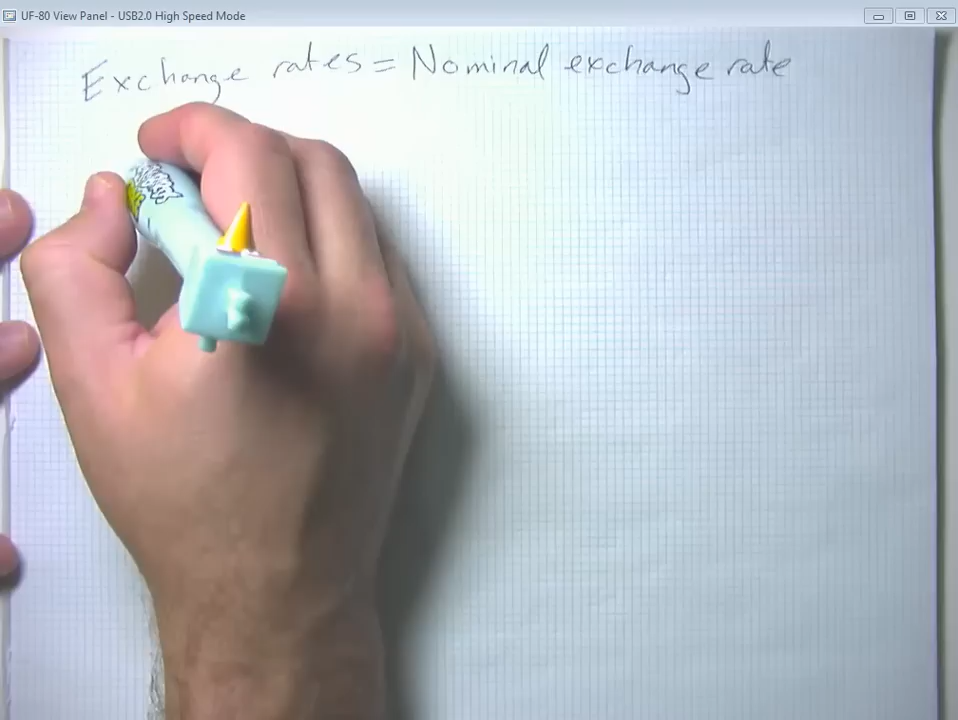 UF-80 View Panel - USB2.0 High Speed Mode
Exchange rates = Nominal exchange rate